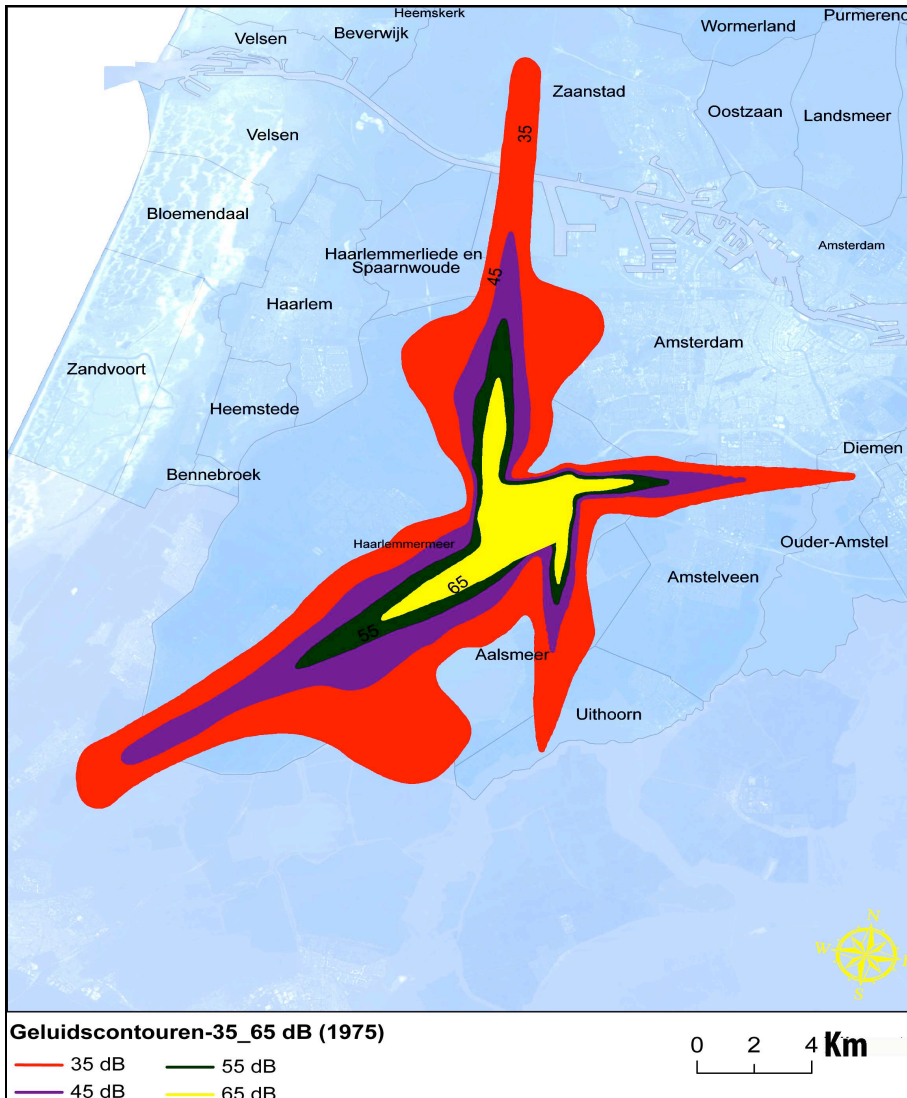 Heemskerk
Purmerend
Velsen
Beverwijk
Wormerland
Zaanstad
Oostzaan
Landsmeer
35
Velsen
Bloemendaal
Haarlemmerliede en
Spaarnwoude
Amsterdam
45
Haarlem
Amsterdam
Zandvoort
Heemstede
Diemen
Bennebroek
Haarlemmermeer
Ouder-Amstel
65
Amstelveen
55
Aalsmeer
Uithoorn
N
W
S
Geluidscontouren-35_65 dB (1975)
35 dB
55 dB
45 dB
65 dB
0 2 4 Km